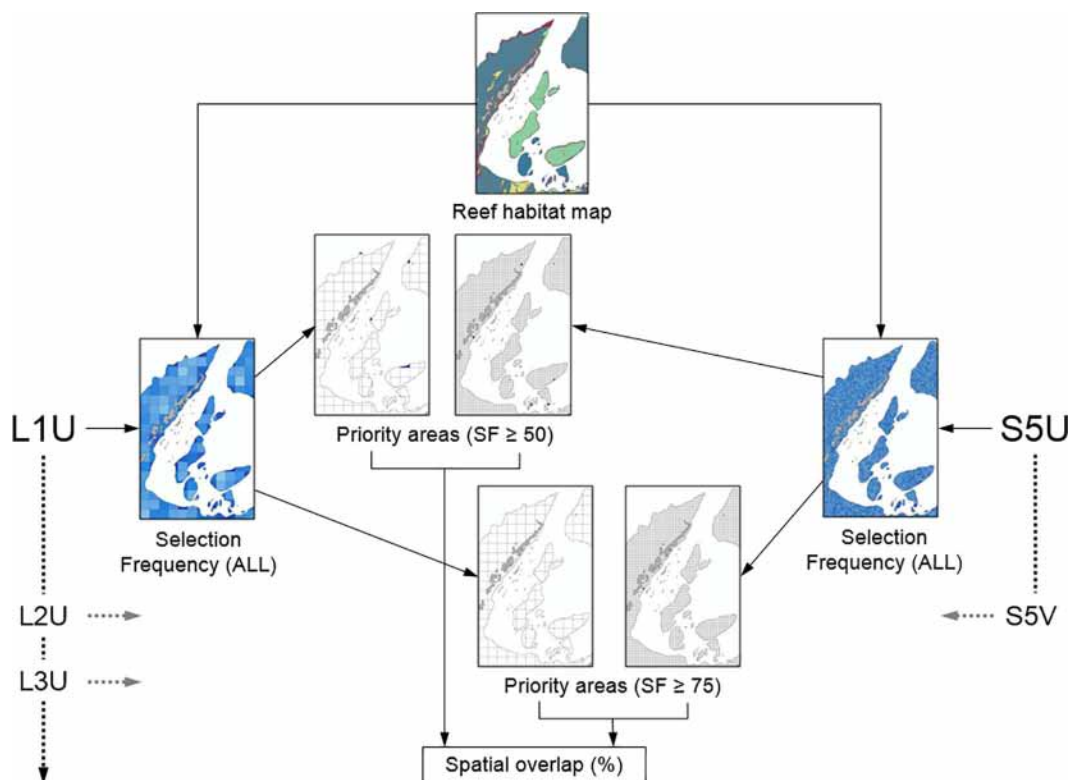 Reef habitat map
Priority areas (SF ≥ 50)
L1U
S5U
Selection
Frequency (ALL)
Selection
Frequency (ALL)
L2U
S5V
L3U
Priority areas (SF ≥ 75)
Spatial overlap (%)